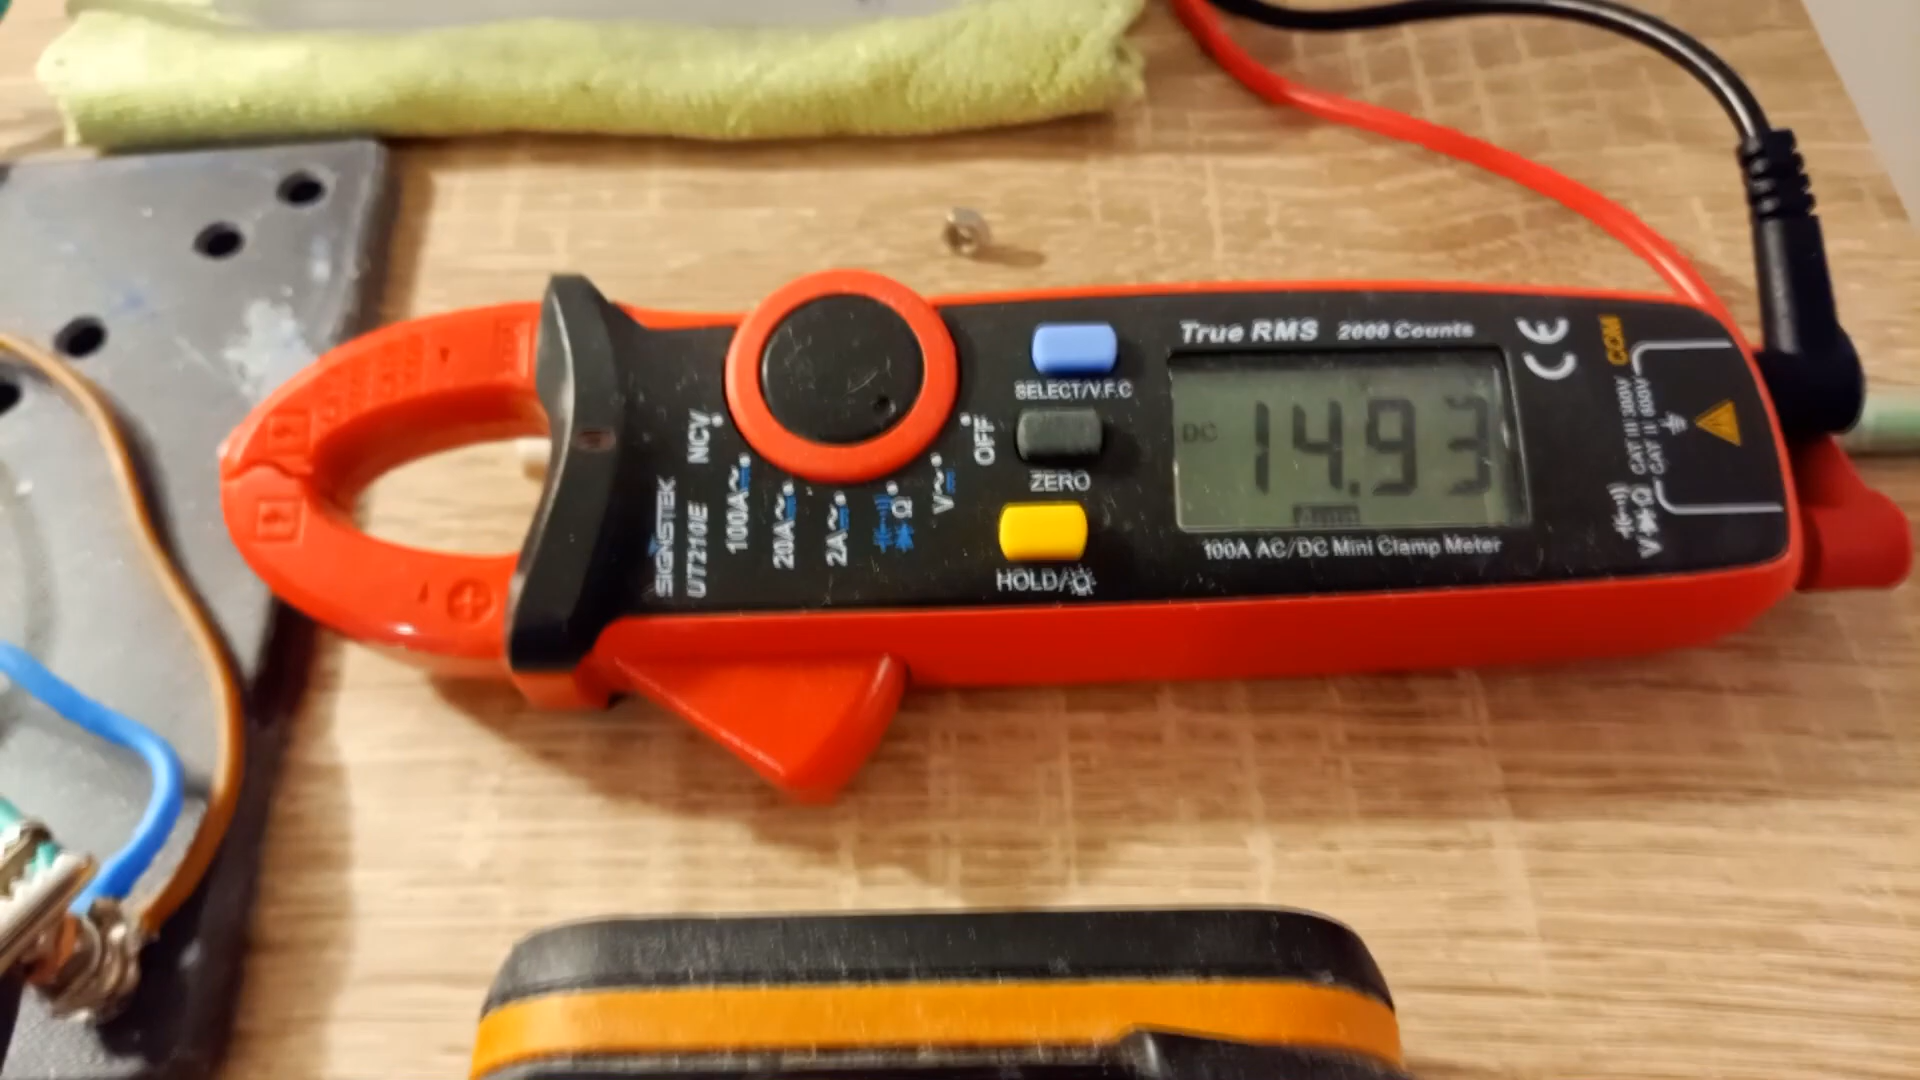 True RMS 2000 Counts
CE
COM
SELECT/V.F.C
NCV
OFF
ZERO
DC 14.93
SIGNSTEK
UT210E
100A
20A
2A
Ω
V
HOLD/
100A AC/DC Mini Clamp Meter
CAT III 300V
CAT II 600V
VΩ